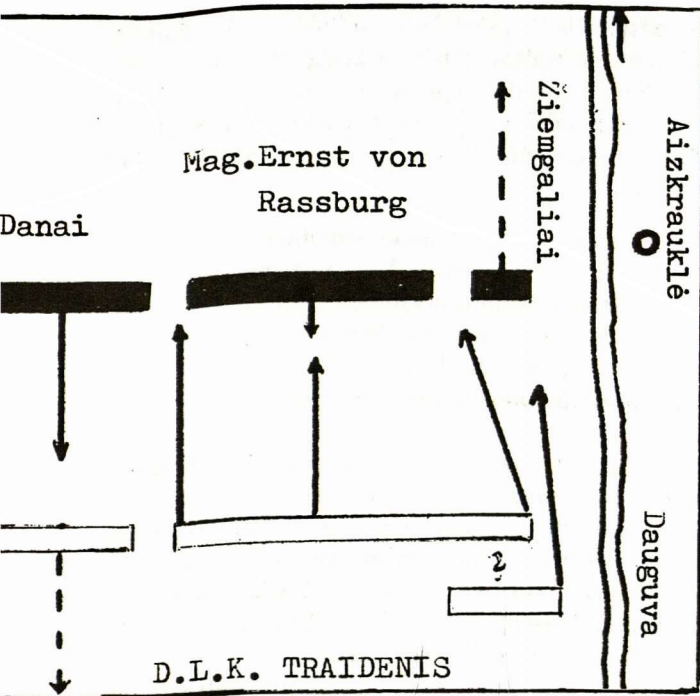 Žiemgaliai
Aizkrauklė
Mag.Ernst von
Rassburg
Danai
?
Dauguva
D.L.K. TRAIDENIS